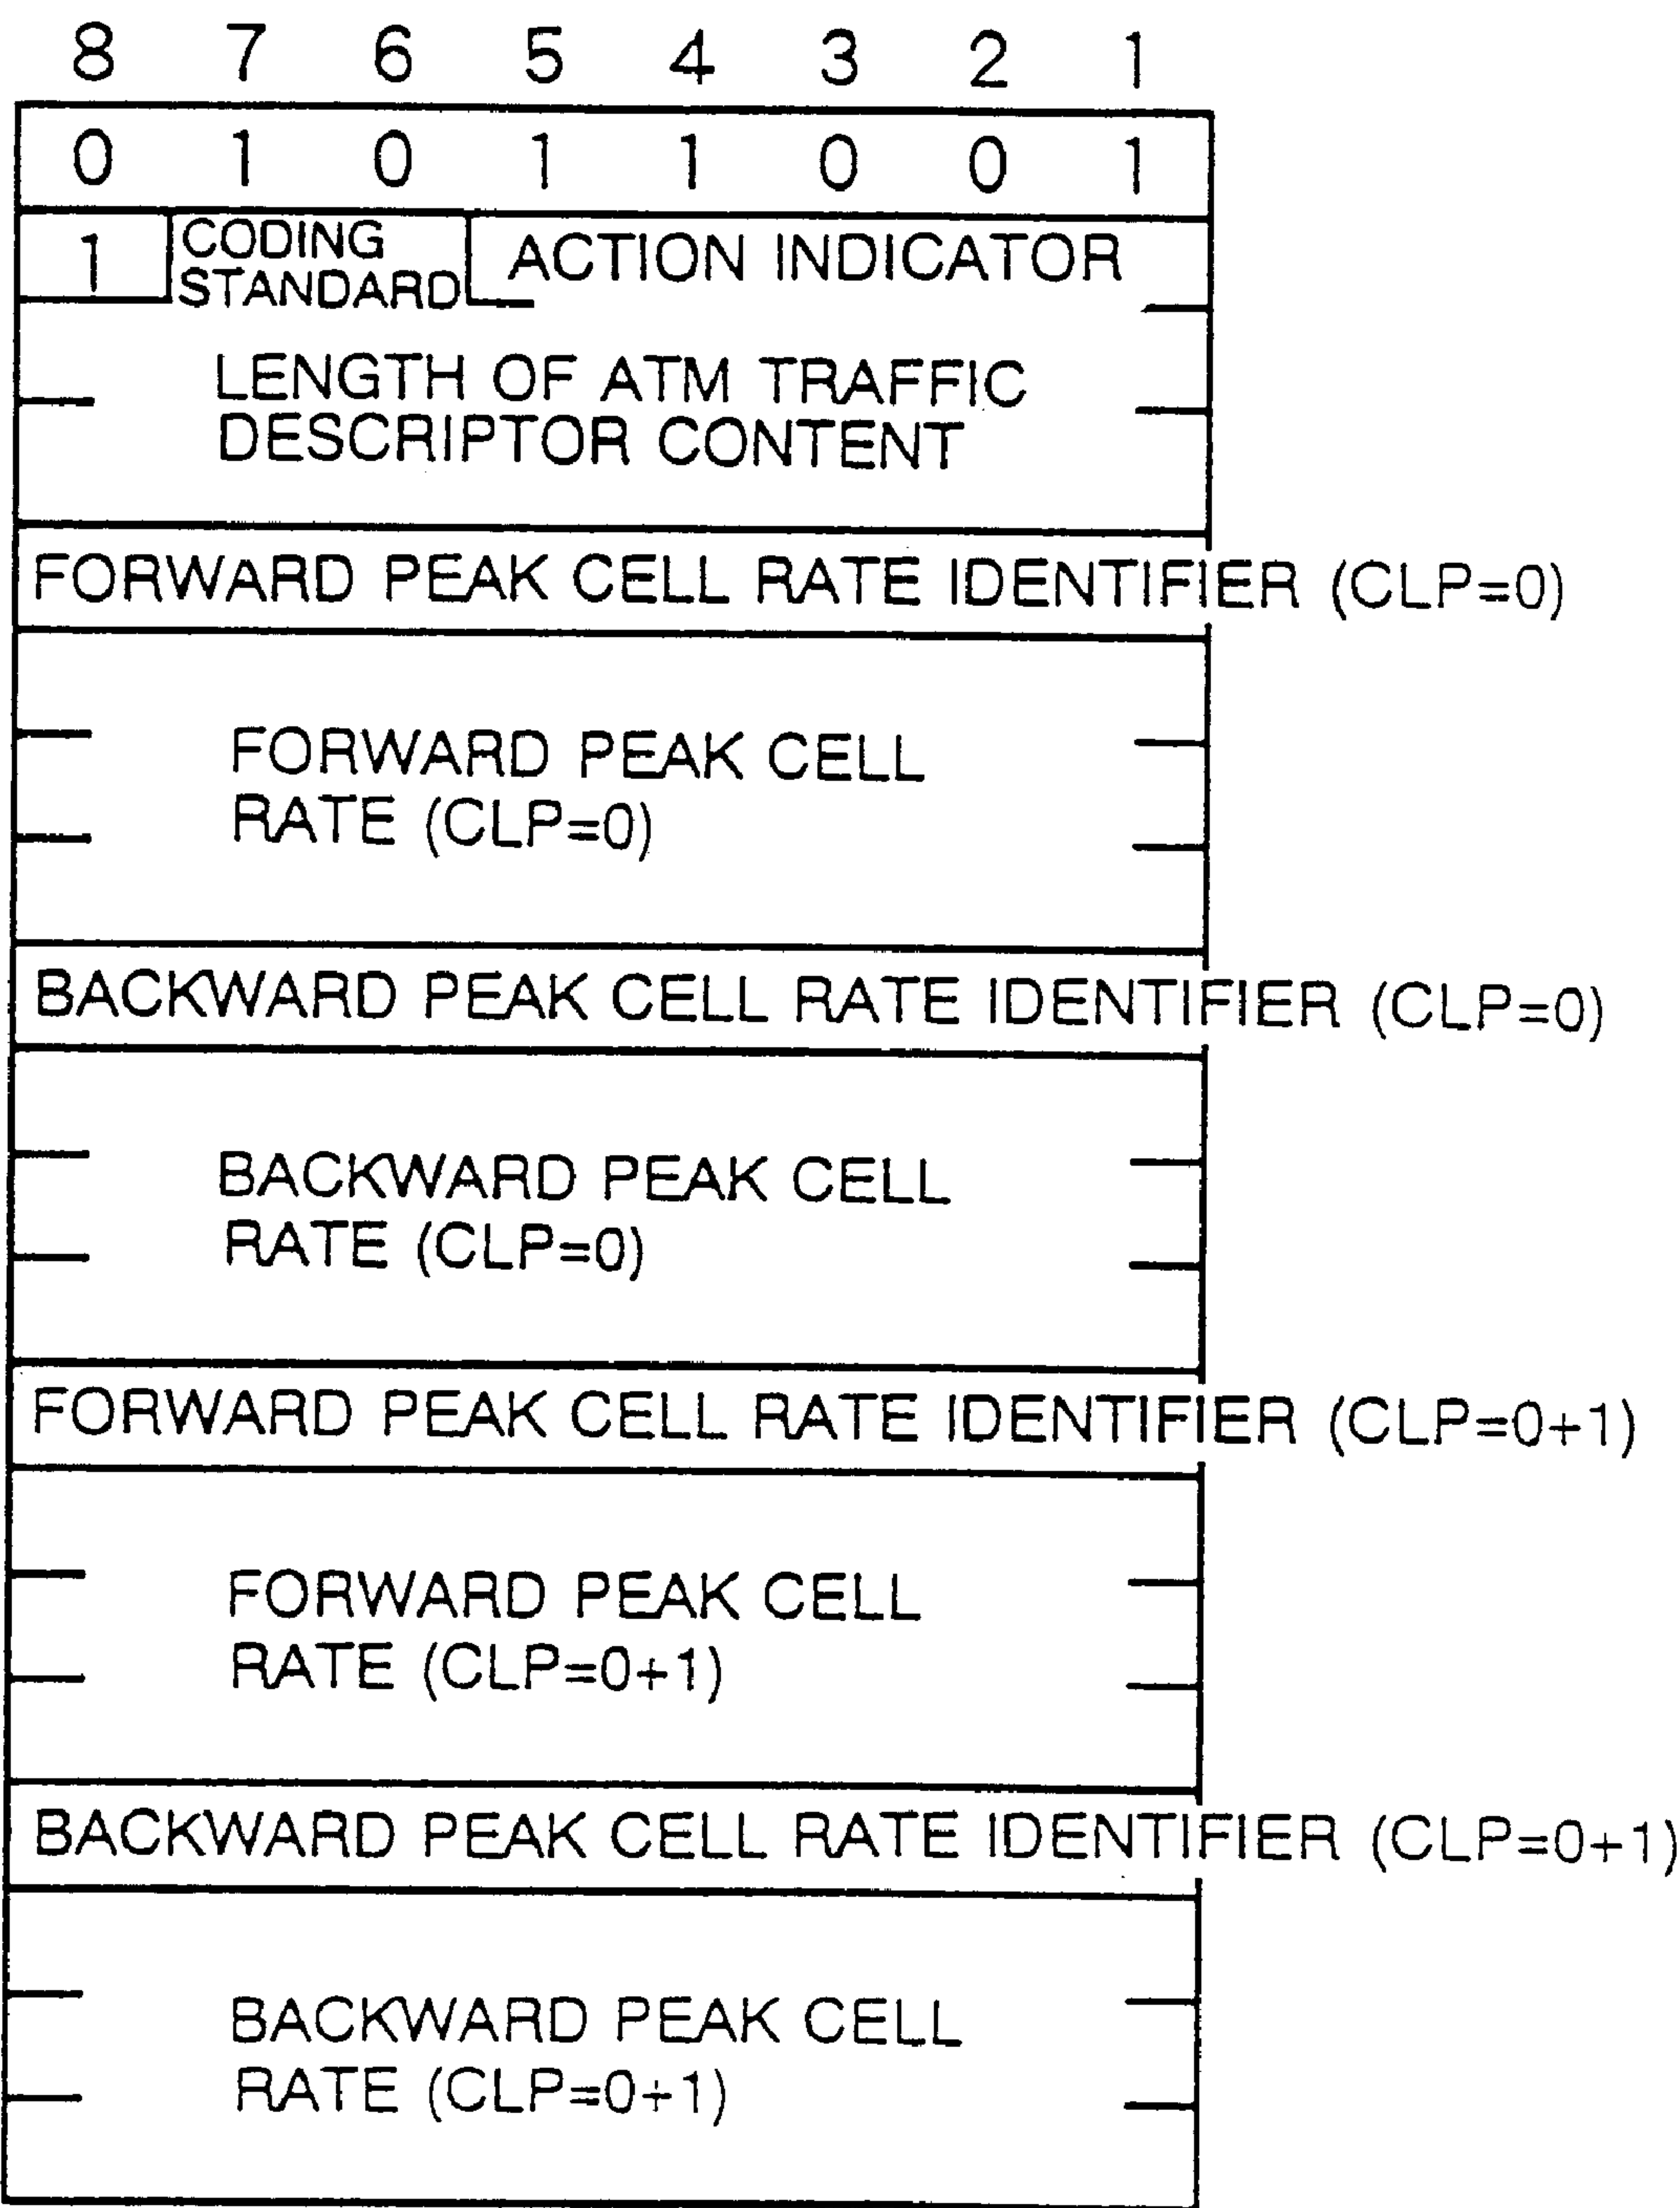 8 7 6 5 4 3 2 1
0 1 0 1 1 0 0 1
1 CODING STANDARD ACTION INDICATOR
LENGTH OF ATM TRAFFIC
DESCRIPTOR CONTENT
FORWARD PEAK CELL RATE IDENTIFIER (CLP=0)
FORWARD PEAK CELL
RATE (CLP=0)
BACKWARD PEAK CELL RATE IDENTIFIER (CLP=0)
BACKWARD PEAK CELL
RATE (CLP=0)
FORWARD PEAK CELL RATE IDENTIFIER (CLP=0+1)
FORWARD PEAK CELL
RATE (CLP=0+1)
BACKWARD PEAK CELL RATE IDENTIFIER (CLP=0+1)
BACKWARD PEAK CELL
RATE (CLP=0+1)